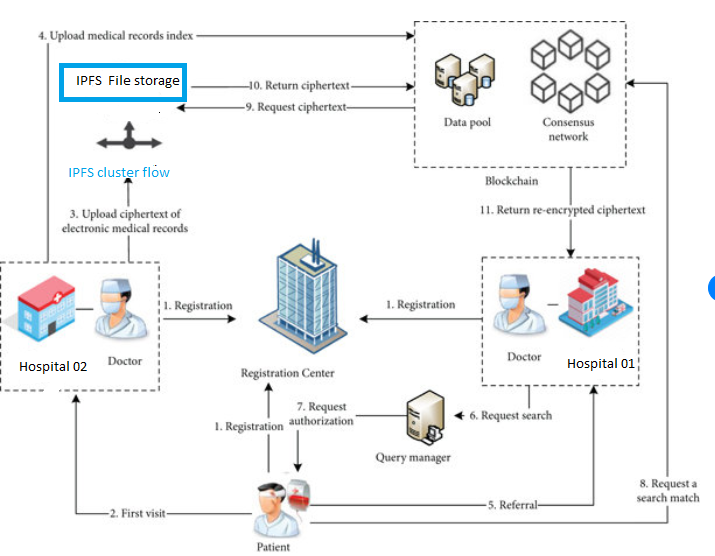 4. Upload medical records index
IPFS  File storage
10. Return ciphertext
9. Request ciphertext
Data pool
Consensus
network
IPFS cluster flow
Blockchain
3. Upload ciphertext of
electronic medical records
11. Return re-encrypted ciphertext
1. Registration
1. Registration
Doctor
Hospital 02
Doctor
Hospital 01
Registration Center
7. Request
authorization
1. Registration
6. Request search
Query manager
8. Request a
search match
2. First visit
5. Referral
Patient